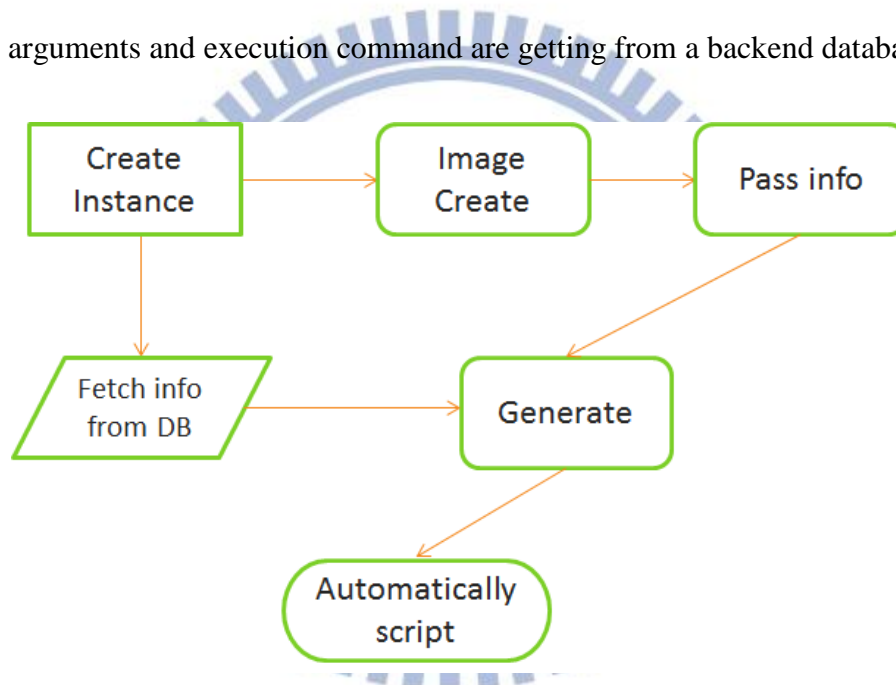 arguments and execution command are getting from a backend databa
Create
Instance
Image
Create
Pass info
Fetch info
from DB
Generate
Automatically
script